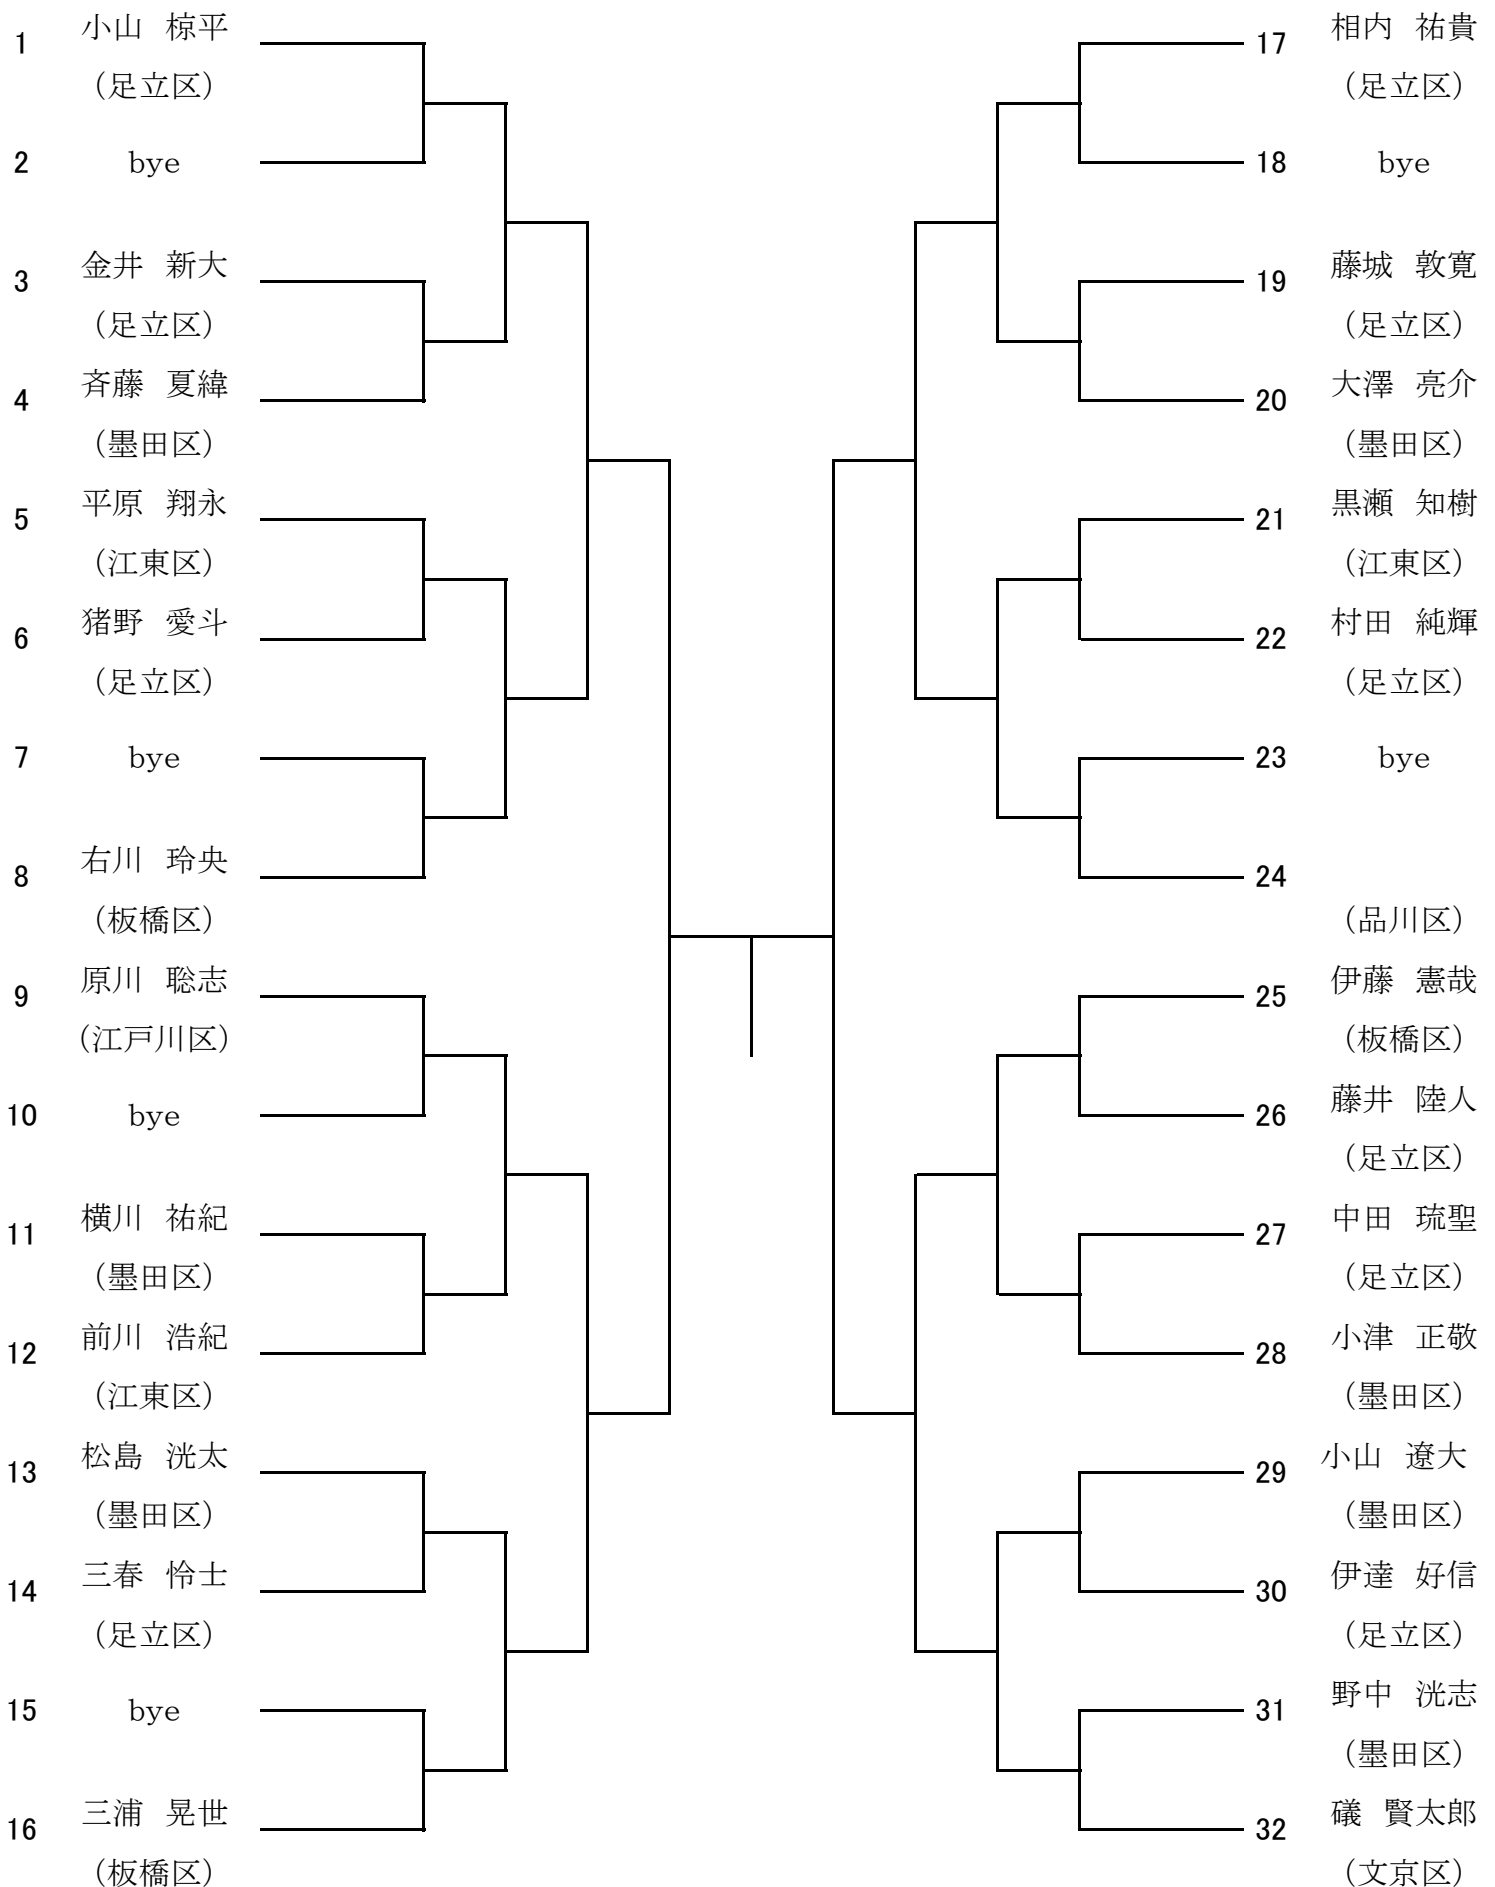 1 小山 椋平
(足立区)
2 bye
3 金井 新大
(足立区)
4 斉藤 夏緯
(墨田区)
5 平原 翔永
(江東区)
6 猪野 愛斗
(足立区)
7 bye
8 右川 玲央
(板橋区)
9 原川 聡志
(江戸川区)
10 bye
11 横川 祐紀
(墨田区)
12 前川 浩紀
(江東区)
13 松島 洸太
(墨田区)
14 三春 怜士
(足立区)
15 bye
16 三浦 晃世
(板橋区)
17 相内 祐貴
(足立区)
18 bye
19 藤城 敦寛
(足立区)
20 大澤 亮介
(墨田区)
21 黒瀬 知樹
(江東区)
22 村田 純輝
(足立区)
23 bye
24
(品川区)
25 伊藤 憲哉
(板橋区)
26 藤井 陸人
(足立区)
27 中田 琉聖
(足立区)
28 小津 正敬
(墨田区)
29 小山 遼大
(墨田区)
30 伊達 好信
(足立区)
31 野中 洸志
(墨田区)
32 礒 賢太郎
(文京区)